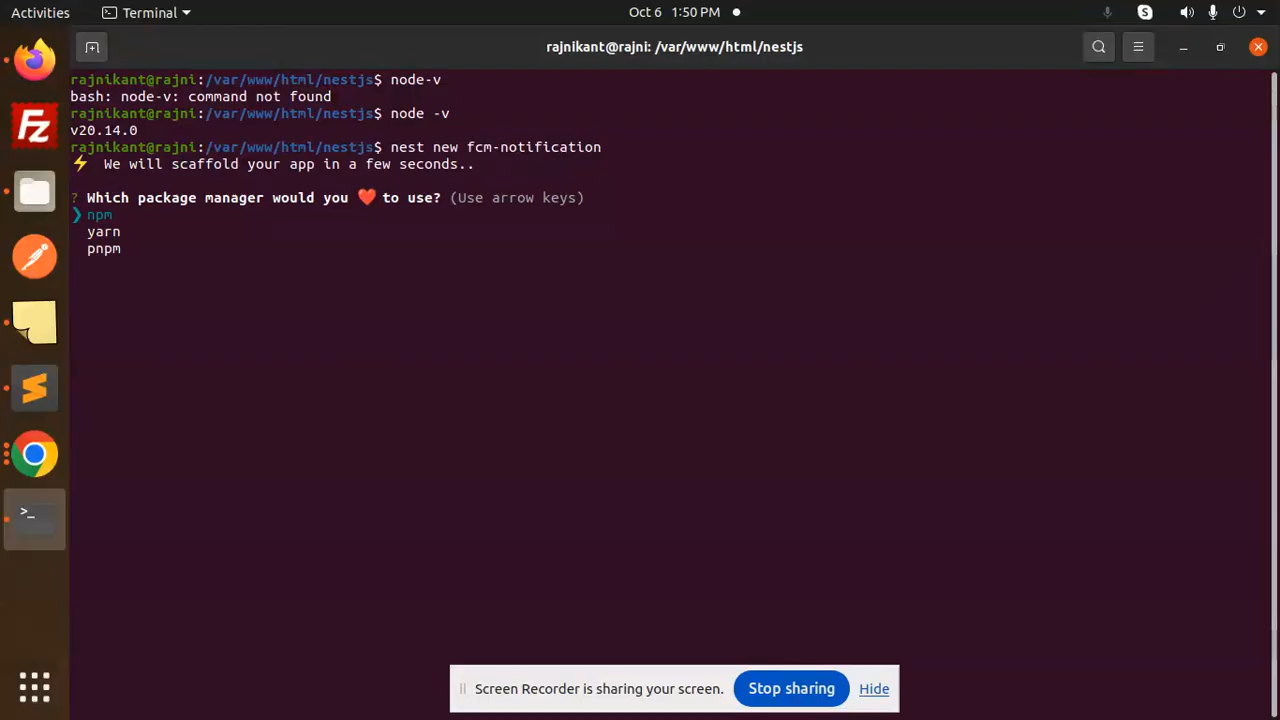 Activities
Terminal
Oct 6 1:50 PM
rajnikant@rajni: /var/www/html/nestjs
rajnikant@rajni:/var/www/html/nestjs$ node-v
bash: node-v: command not found
rajnikant@rajni:/var/www/html/nestjs$ node -v
v20.14.0
rajnikant@rajni:/var/www/html/nestjs$ nest new fcm-notification
⚡ We will scaffold your app in a few seconds..
? Which package manager would you ❤️ to use? (Use arrow keys)
❯ npm
yarn
pnpm
Screen Recorder is sharing your screen.
Stop sharing
Hide